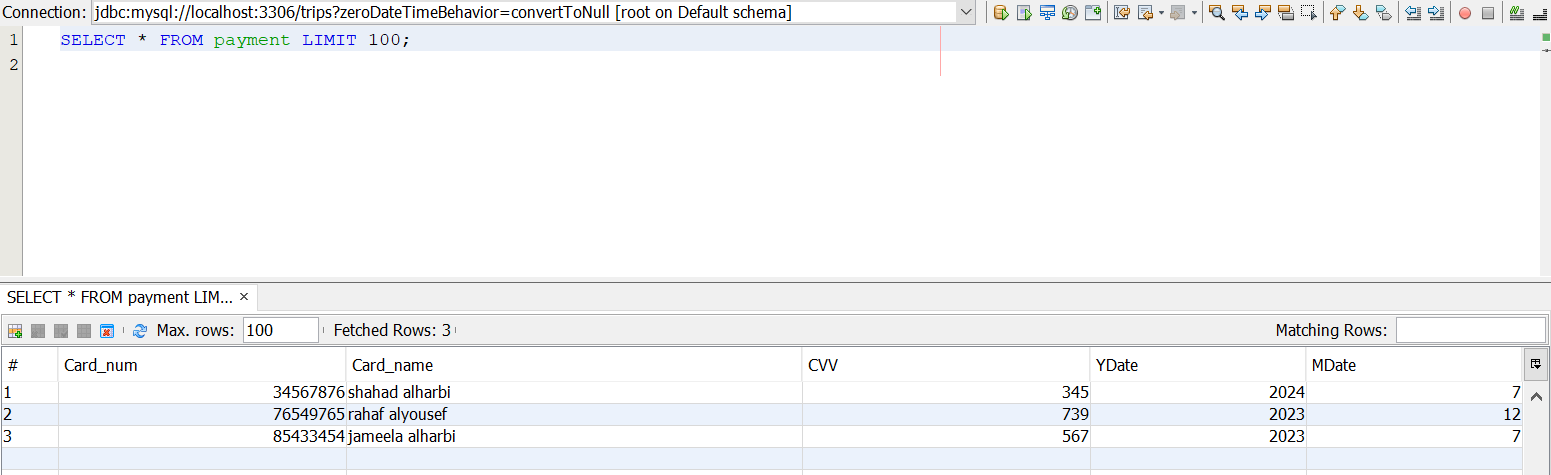 Connection: jdbc:mysql://localhost:3306/trips?zeroDateTimeBehavior=convertToNull [root on Default schema]
1 SELECT * FROM payment LIMIT 100;
2
SELECT * FROM payment LIM... ×
Max. rows: 100 Fetched Rows: 3 Matching Rows:
# Card_num Card_name CVV YDate MDate
1 34567876 shahad alharbi 345 2024 7
2 76549765 rahaf alyousef 739 2023 12
3 85433454 jameela alharbi 567 2023 7